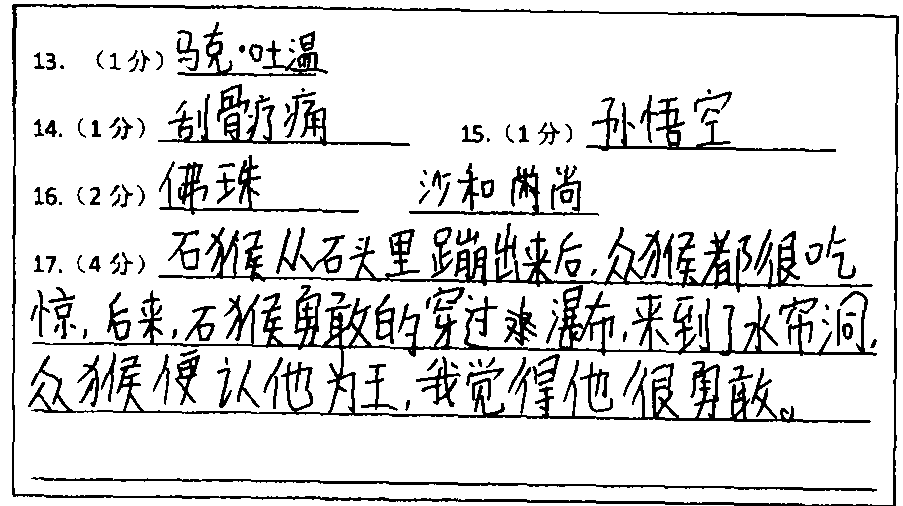 13. （1分）马克·吐温
14.（1分）刮骨疗痛 15.（1分）孙悟空
16.（2分）佛珠 沙和尚
17.（4分）石猴从石头里蹦出来后,众猴都很吃
惊,后来,石猴勇敢的穿过瀑布,来到了水帘洞,
众猴便认他为王,我觉得他很勇敢。